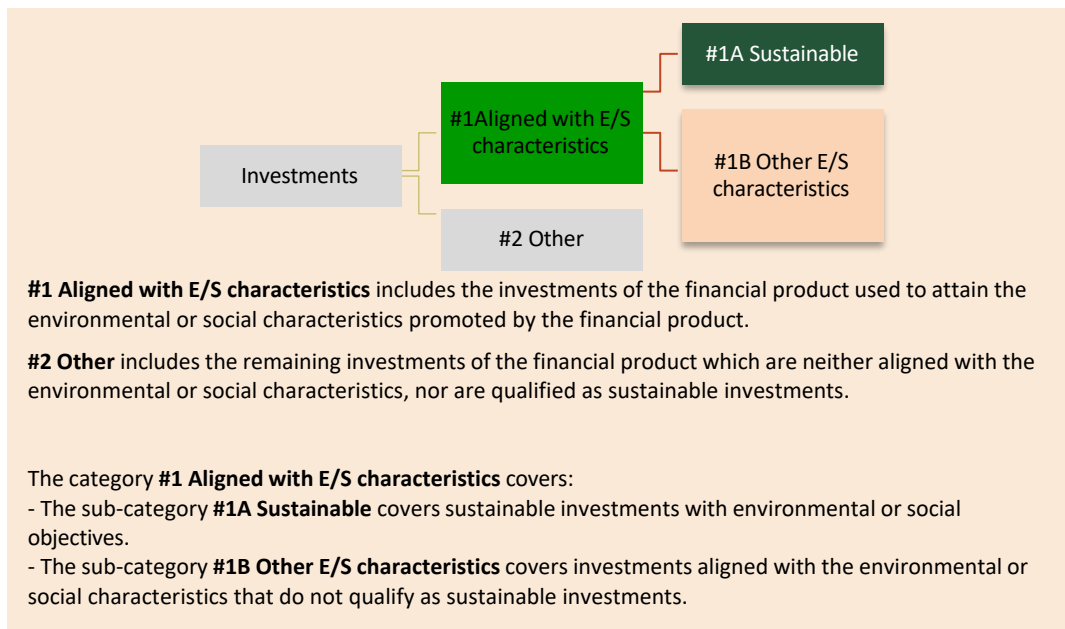 #1A Sustainable
#1Aligned with E/S
characteristics
#1B Other E/S
characteristics
Investments
#2 Other
#1 Aligned with E/S characteristics includes the investments of the financial product used to attain the
environmental or social characteristics promoted by the financial product.
#2 Other includes the remaining investments of the financial product which are neither aligned with the
environmental or social characteristics, nor are qualified as sustainable investments.
The category #1 Aligned with E/S characteristics covers:
- The sub-category #1A Sustainable covers sustainable investments with environmental or social
objectives.
- The sub-category #1B Other E/S characteristics covers investments aligned with the environmental or
social characteristics that do not qualify as sustainable investments.